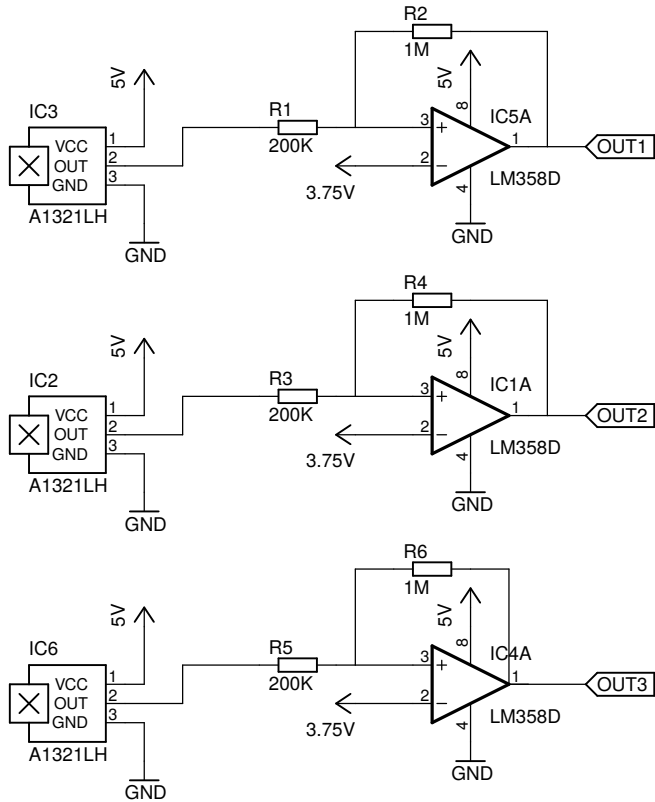 R2
1M
5V
5V
IC3
R1
8
IC5A
VCC 1
3 +
1
OUT1
OUT 2
200K
2 −
GND 3
3.75V
4
LM358D
A1321LH
GND
GND
R4
1M
5V
5V
IC2
R3
8
IC1A
VCC 1
3 +
1
OUT2
OUT 2
200K
2 −
GND 3
3.75V
4
LM358D
A1321LH
GND
GND
R6
1M
5V
5V
IC6
R5
8
IC4A
VCC 1
3 +
1
OUT3
OUT 2
200K
2 −
GND 3
3.75V
4
LM358D
A1321LH
GND
GND